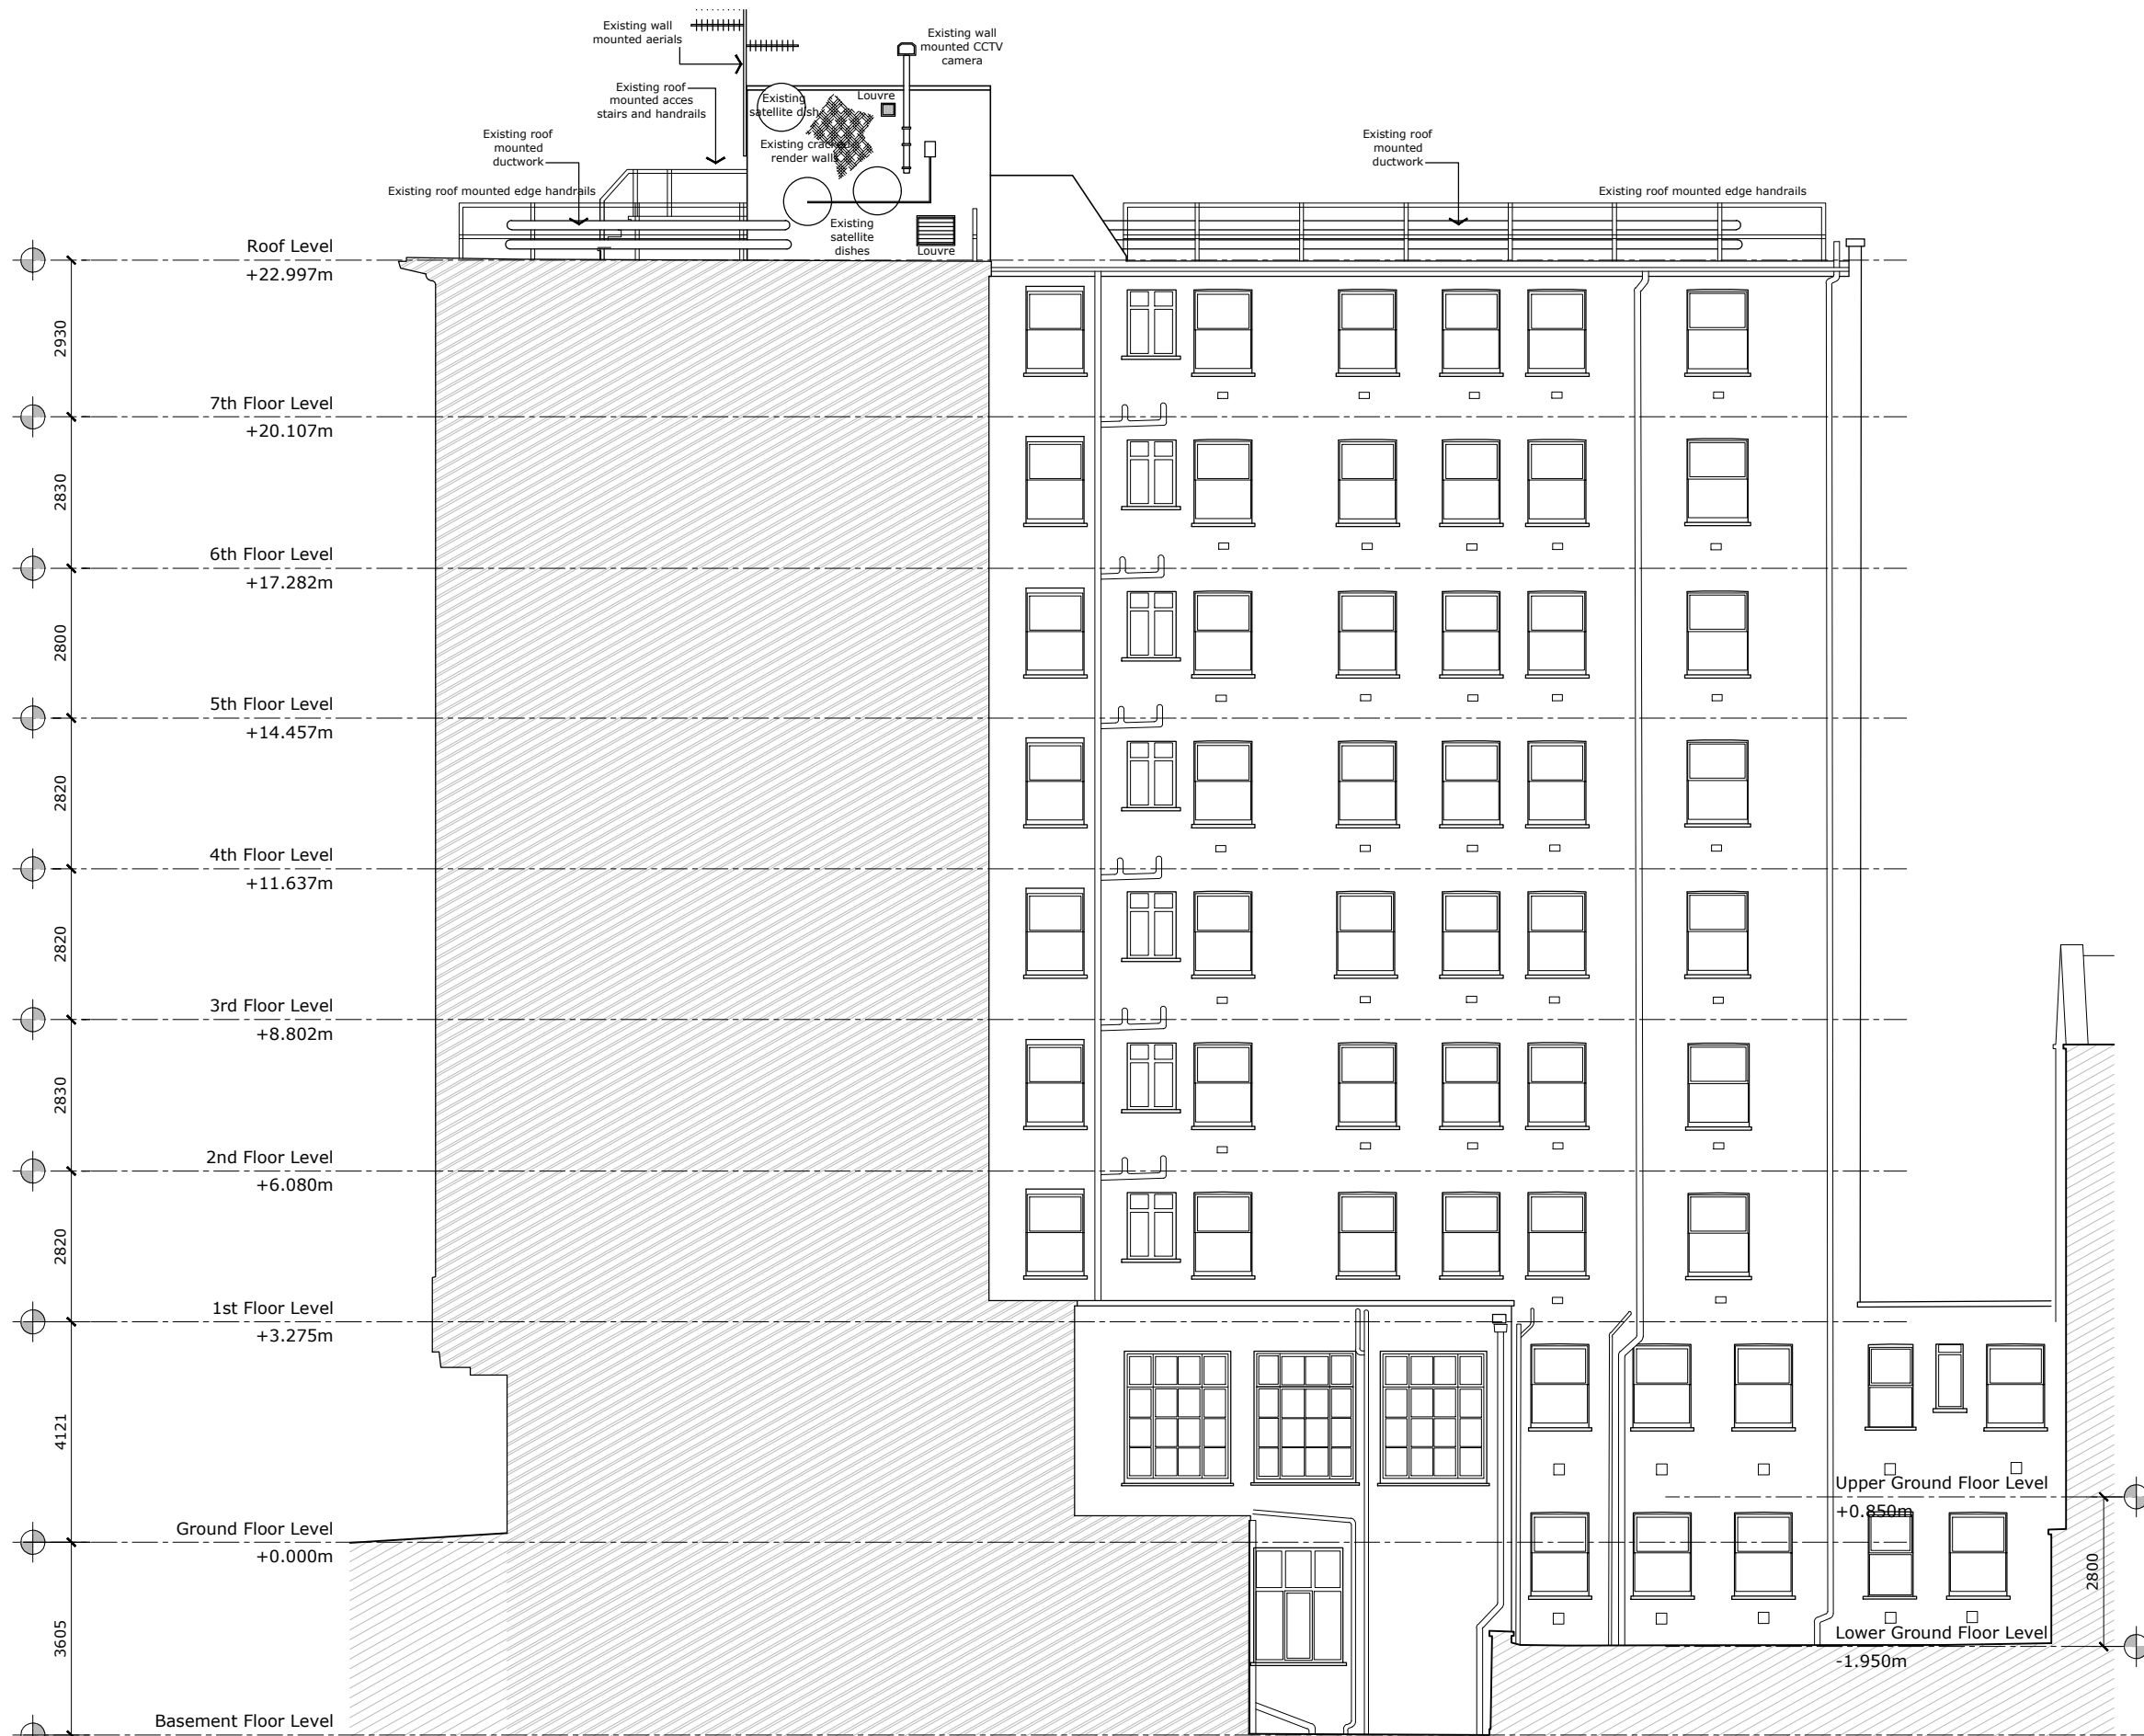 Existing wall
mounted aerials
Existing wall
mounted CCTV
camera
Existing roof
mounted acces
stairs and handrails
Existing
satellite dish
Louvre
Existing roof
mounted
ductwork
Existing cracked
render walls
Existing roof
mounted
ductwork
Existing roof mounted edge handrails
Existing roof mounted edge handrails
Existing
satellite
dishes
Louvre
Roof Level
+22.997m
2930
7th Floor Level
+20.107m
2830
6th Floor Level
+17.282m
2800
5th Floor Level
+14.457m
2820
4th Floor Level
+11.637m
2820
3rd Floor Level
+8.802m
2830
2nd Floor Level
+6.080m
2820
1st Floor Level
+3.275m
4121
Upper Ground Floor Level
+0.850m
Ground Floor Level
+0.000m
2800
3605
Lower Ground Floor Level
-1.950m
Basement Floor Level